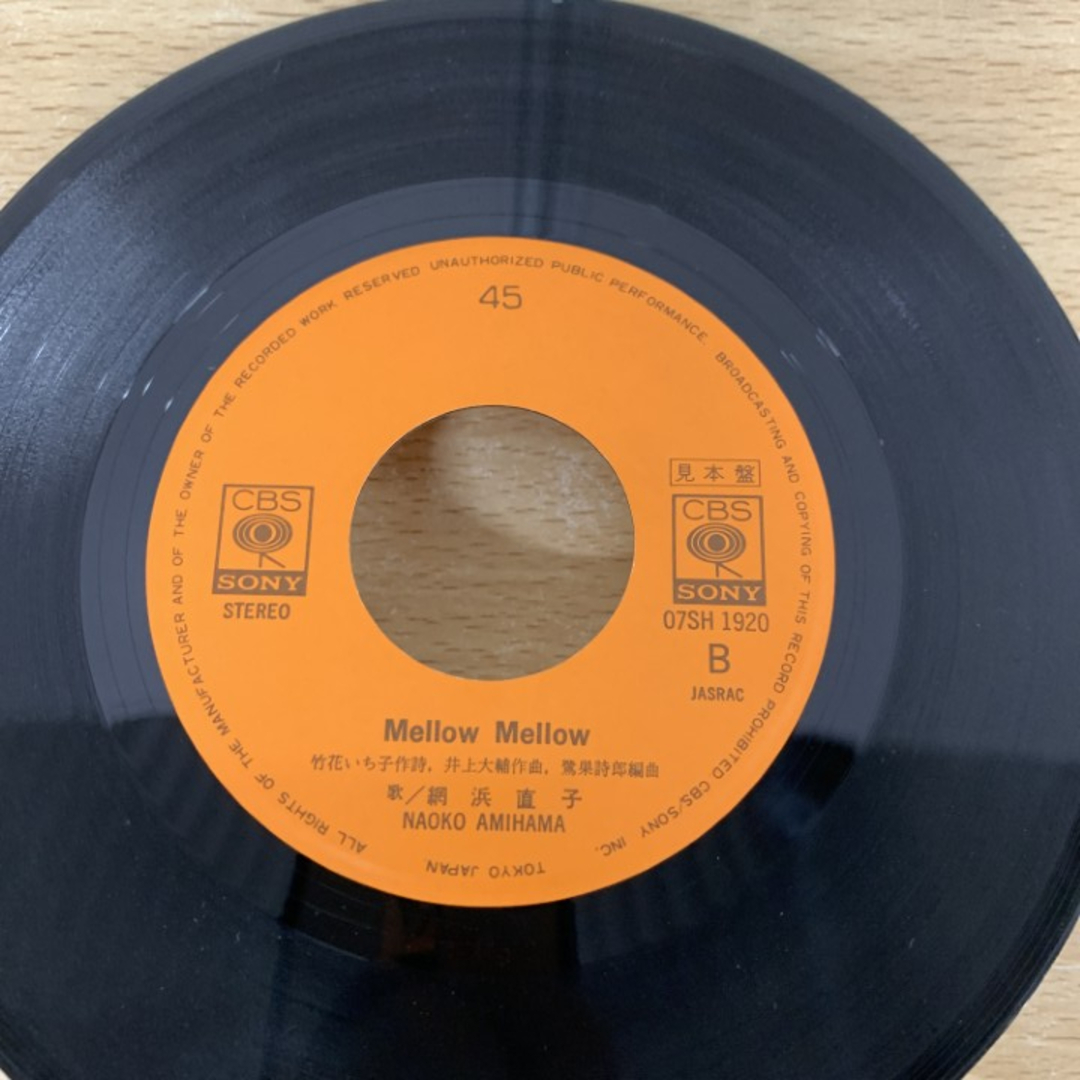 45
見本盤
CBS
SONY
STEREO
CBS
SONY
07SH 1920
B
JASRAC
Mellow Mellow
竹花いち子作詩, 井上大輔作曲, 鷺巣詩郎編曲
歌／網浜直子
NAOKO AMIHAMA
ALL RIGHTS OF THE MANUFACTURER AND OF THE OWNER OF THE RECORDED WORK RESERVED UNAUTHORIZED PUBLIC PERFORMANCE, BROADCASTING AND COPYING OF THIS RECORD PROHIBITED CBS/SONY INC.
TOKYO JAPAN